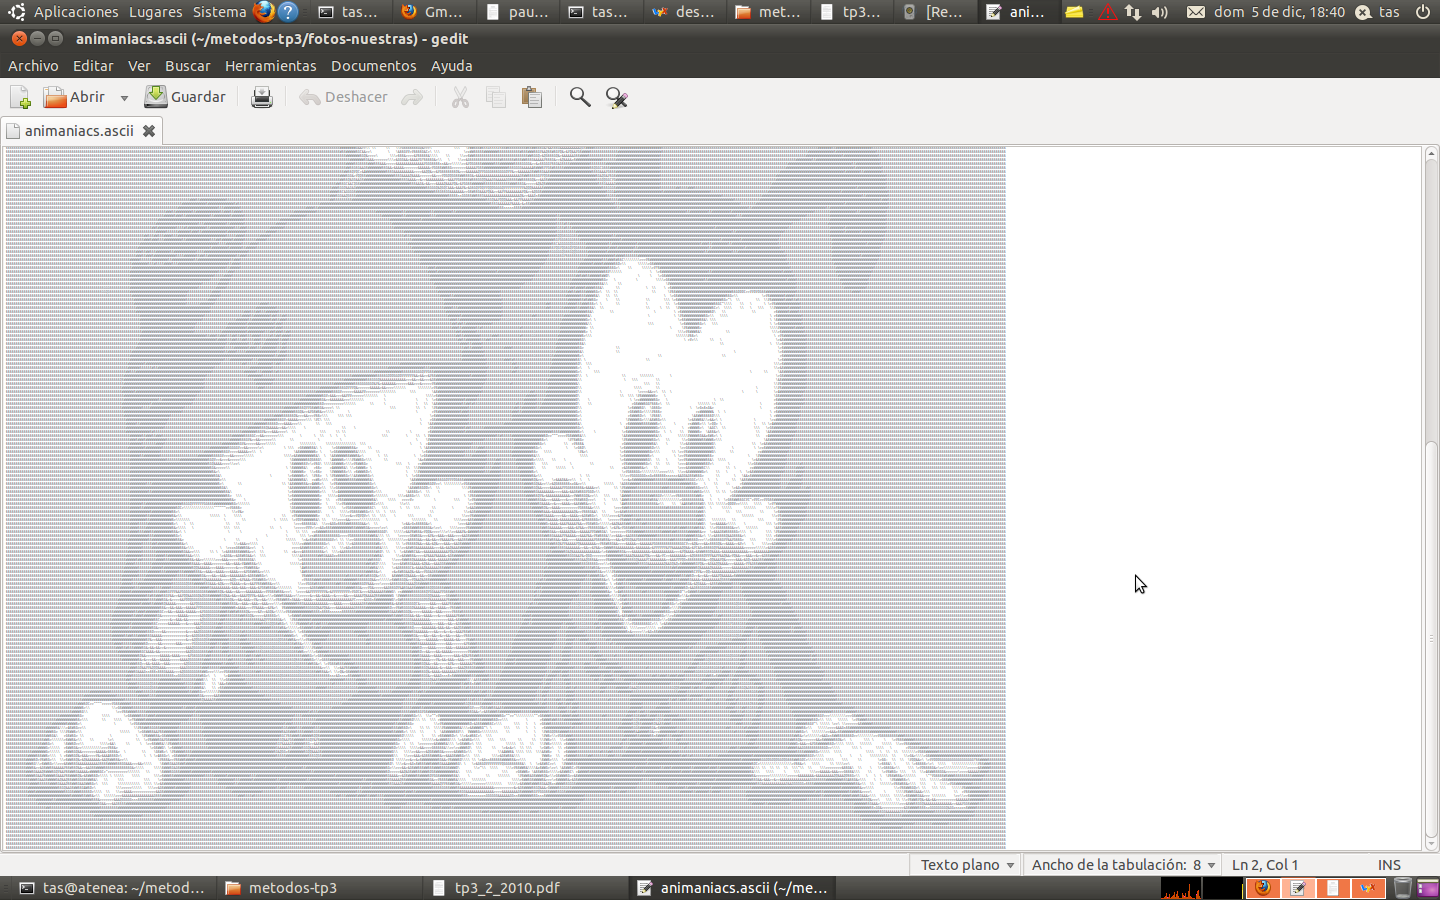 Aplicaciones Lugares Sistema tas... Gm... pau... tas... des... met... tp3... [Re... ani... dom 5 de dic, 18:40 tas
animaniacs.ascii (~/metodos-tp3/fotos-nuestras) - gedit
Archivo Editar Ver Buscar Herramientas Documentos Ayuda
Abrir Guardar Deshacer
animaniacs.ascii
Texto plano Ancho de la tabulación: 8 Ln 2, Col 1 INS
tas@atenea: ~/metod... metodos-tp3 tp3_2_2010.pdf animaniacs.ascii (~/me...